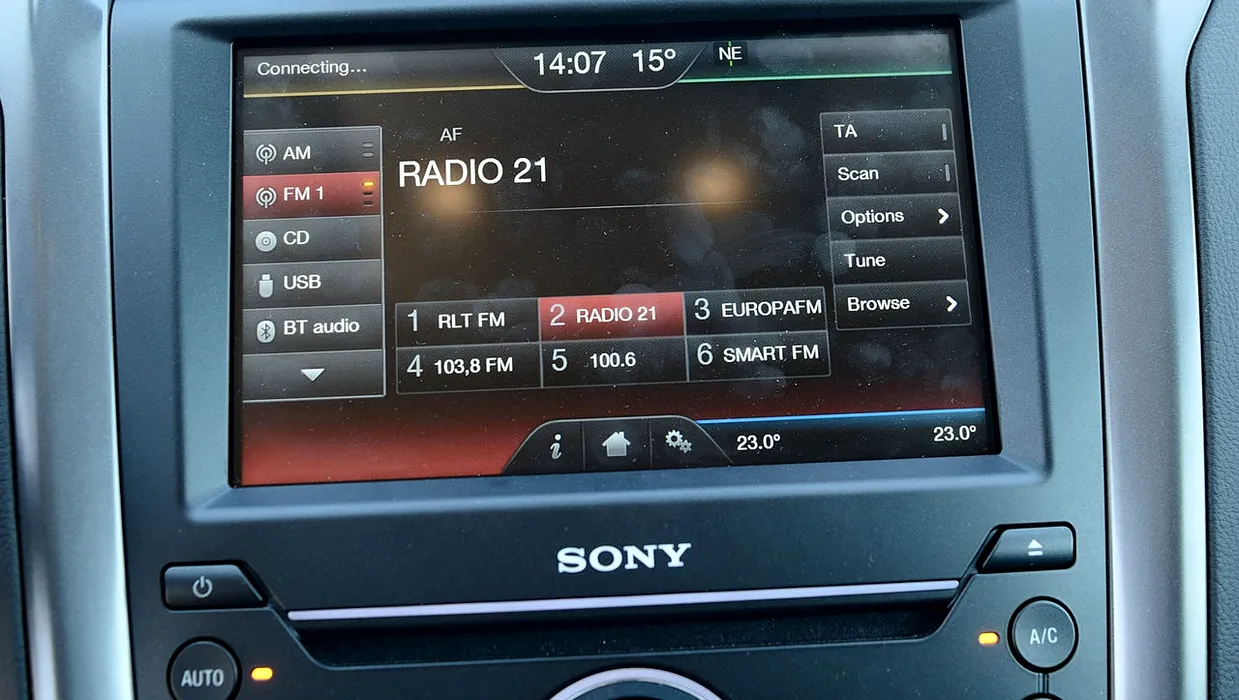 Connecting...
14:07 15° NE
AM
FM 1
CD
USB
BT audio
AF
RADIO 21
1 RLT FM
2 RADIO 21
3 EUROPAFM
4 103,8 FM
5 100.6
6 SMART FM
TA
Scan
Options
Tune
Browse
i
23.0° 23.0°
SONY
AUTO
A/C